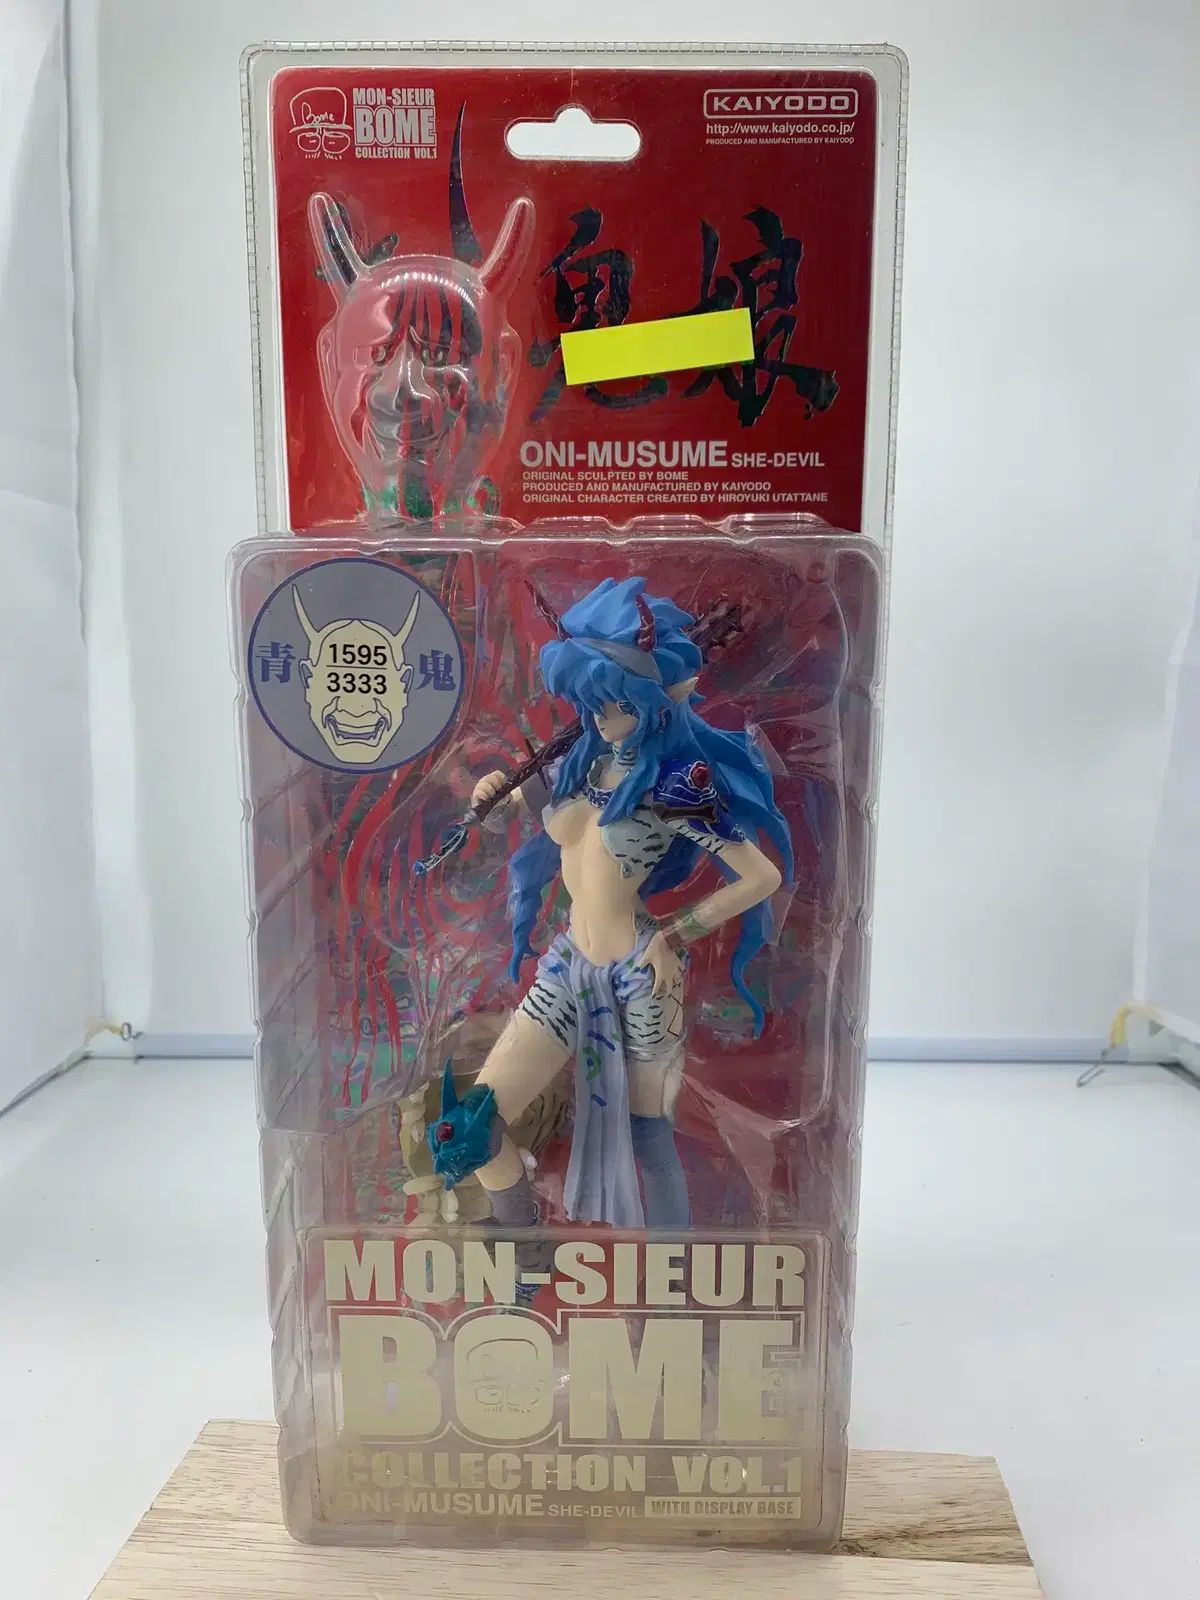 Bome
MON-SIEUR
BOME
COLLECTION VOL.1
KAIYODO
http://www.kaiyodo.co.jp/
PRODUCED AND MANUFACTURED BY KAIYODO
鬼娘
ONI-MUSUME SHE-DEVIL
ORIGINAL SCULPTED BY BOME
PRODUCED AND MANUFACTURED BY KAIYODO
ORIGINAL CHARACTER CREATED BY HIROYUKI UTATTANE
青鬼
1595
3333
MON-SIEUR
BOME
COLLECTION VOL.1
ONI-MUSUME SHE-DEVIL WITH DISPLAY BASE